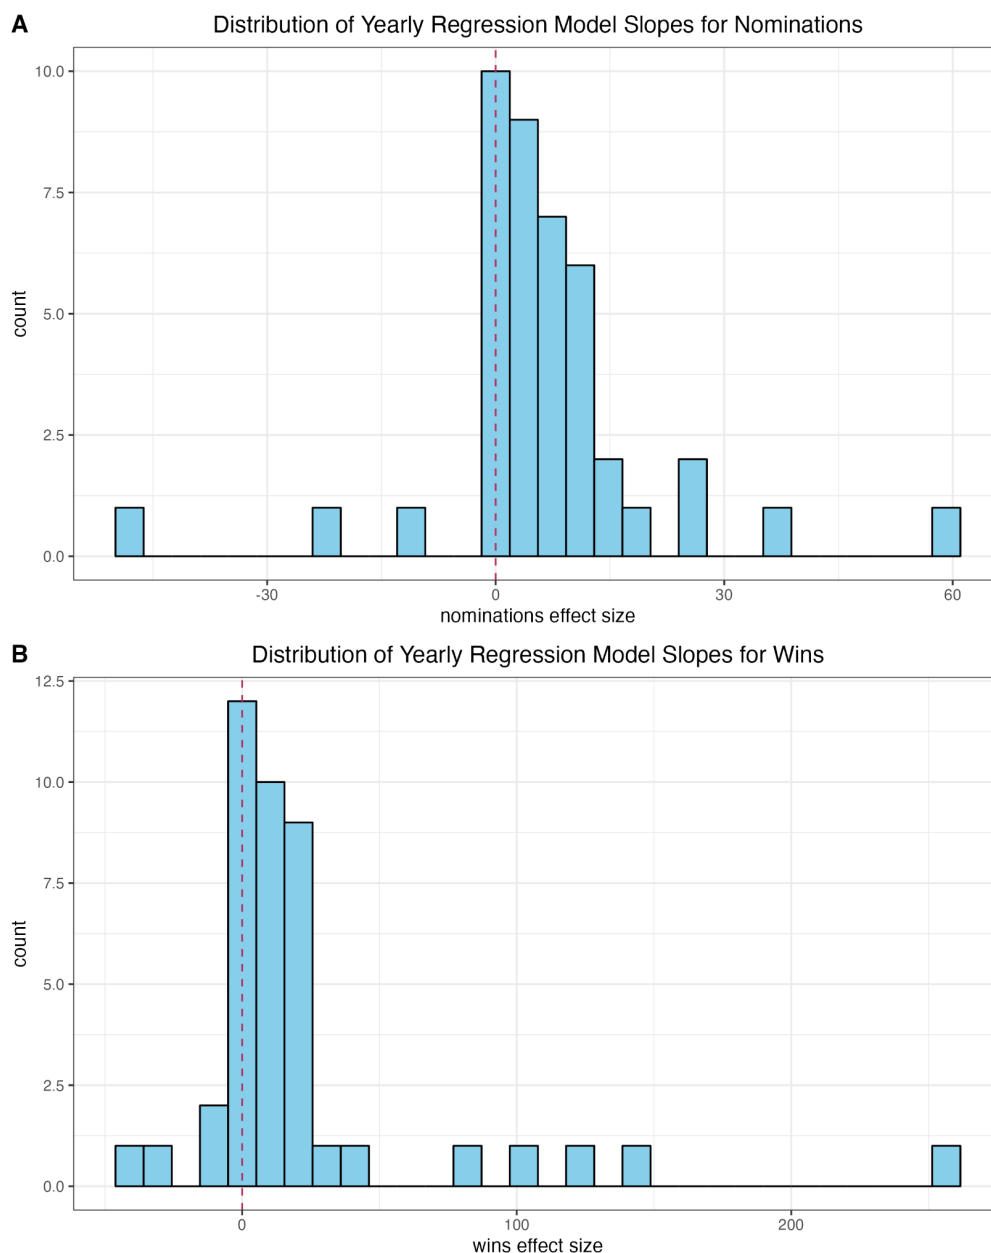 A
Distribution of Yearly Regression Model Slopes for Nominations
10.0
7.5
5.0
2.5
0.0
count
-30
0
30
60
nominations effect size
B
Distribution of Yearly Regression Model Slopes for Wins
12.5
10.0
7.5
5.0
2.5
0.0
count
0
100
200
wins effect size